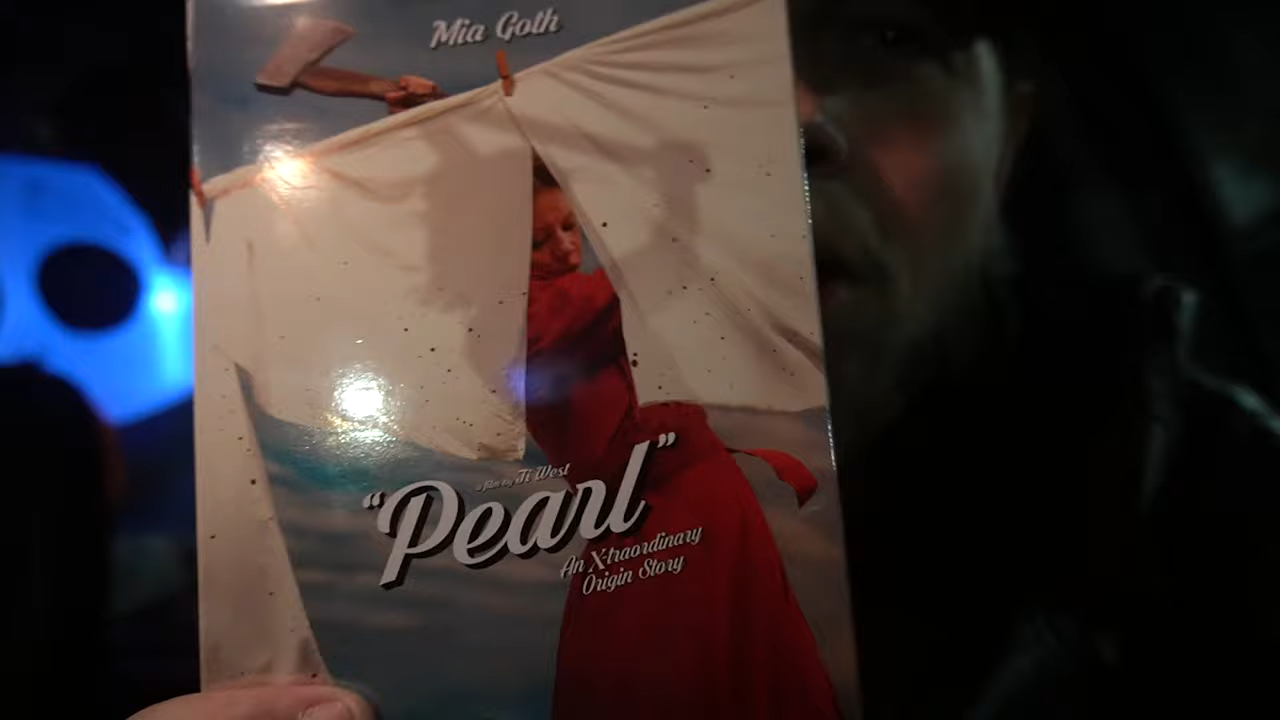 Mia Goth
a film by Ti West
"Pearl"
An X-traordinary
Origin Story